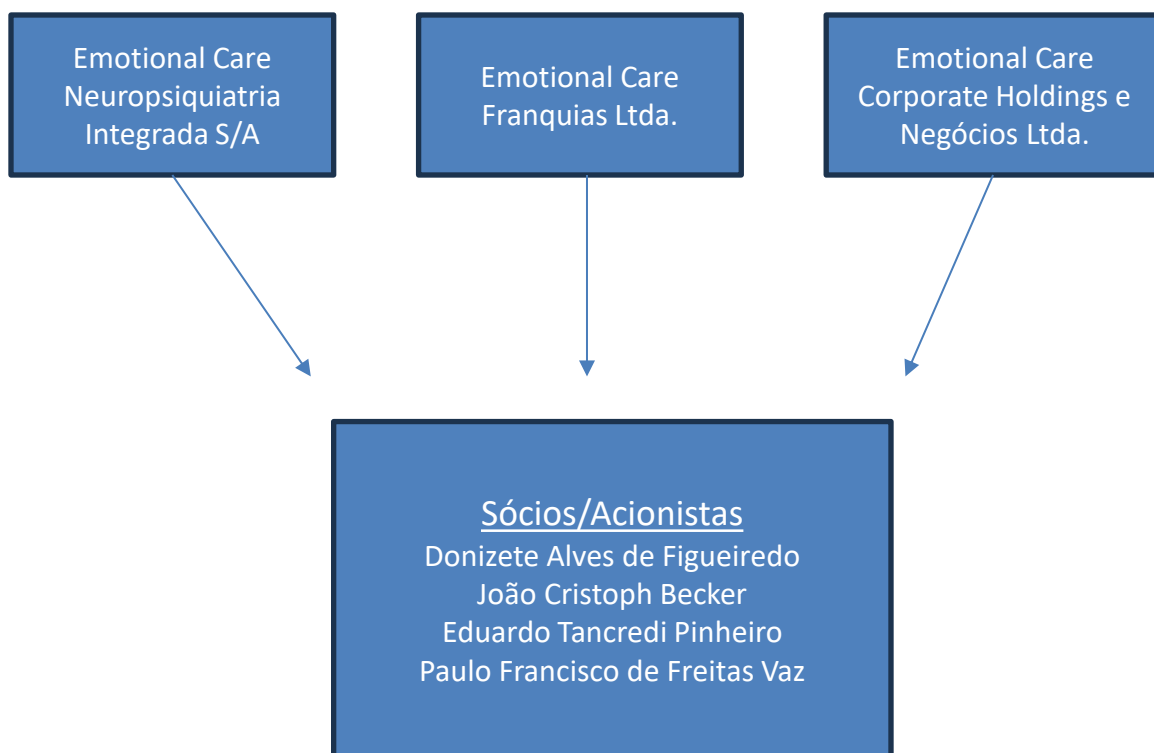 Emotional Care
Neuropsiquiatria
Integrada S/A
Emotional Care
Franquias Ltda.
Emotional Care
Corporate Holdings e
Negócios Ltda.
Sócios/Acionistas
Donizete Alves de Figueiredo
João Cristoph Becker
Eduardo Tancredi Pinheiro
Paulo Francisco de Freitas Vaz